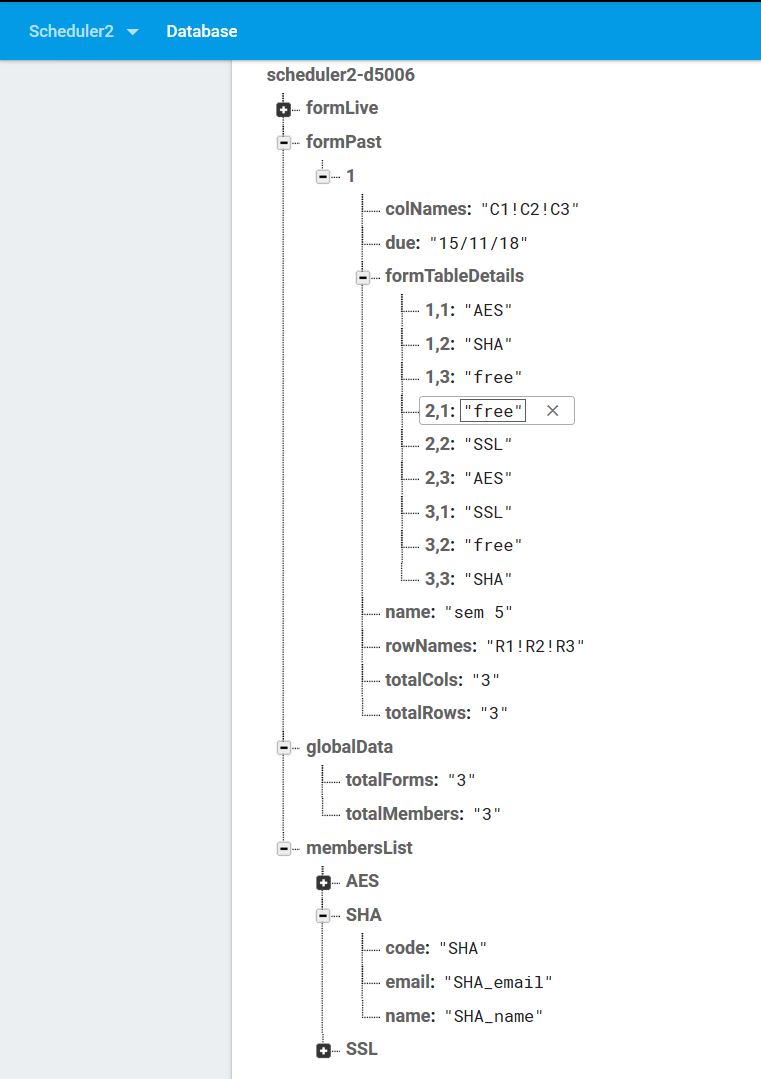 Scheduler2 Database
scheduler2-d5006
formLive
formPast
1
colNames: "C1!C2!C3"
due: "15/11/18"
formTableDetails
1,1: "AES"
1,2: "SHA"
1,3: "free"
2,1: "free" ×
2,2: "SSL"
2,3: "AES"
3,1: "SSL"
3,2: "free"
3,3: "SHA"
name: "sem 5"
rowNames: "R1!R2!R3"
totalCols: "3"
totalRows: "3"
globalData
totalForms: "3"
totalMembers: "3"
membersList
AES
SHA
code: "SHA"
email: "SHA_email"
name: "SHA_name"
SSL